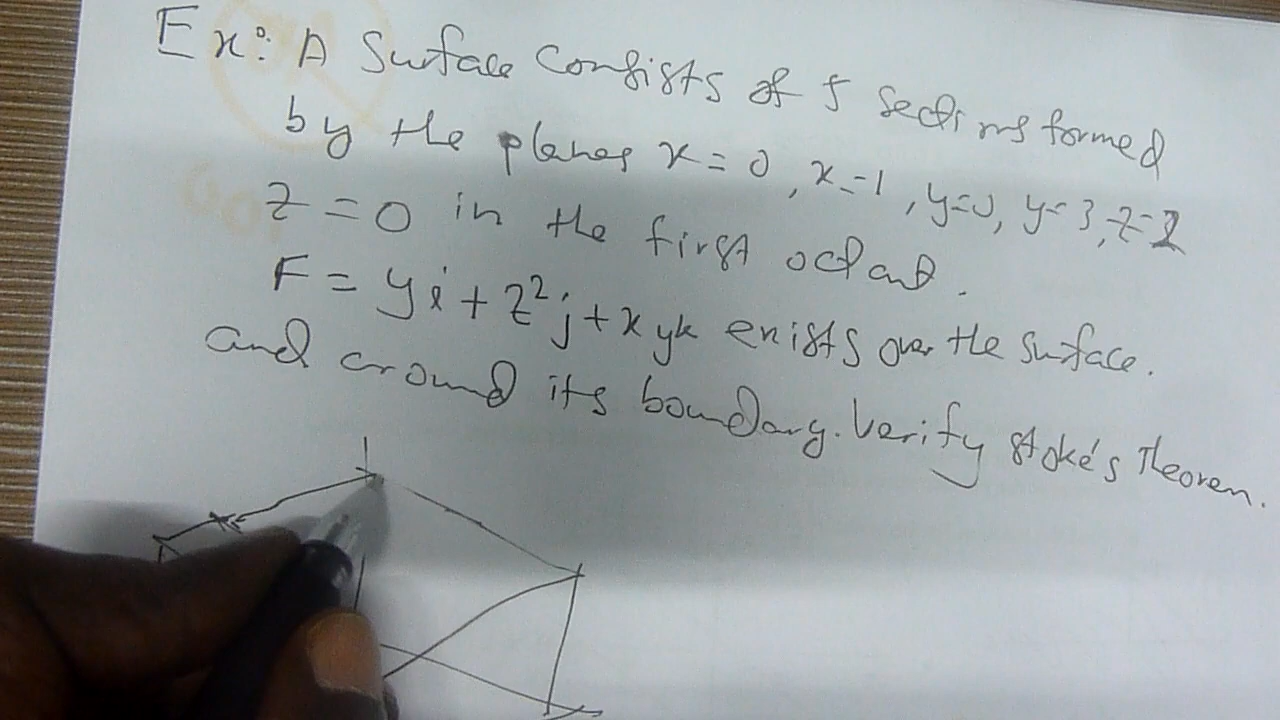 Ex: A surface consists of 5 sections formed
by the planes x=0, x=1, y=0, y=3, z=2
z=0 in the first octant.
F = yi + z²j + xyk exists over the surface.
and around its boundary. Verify stoke's Theorem.